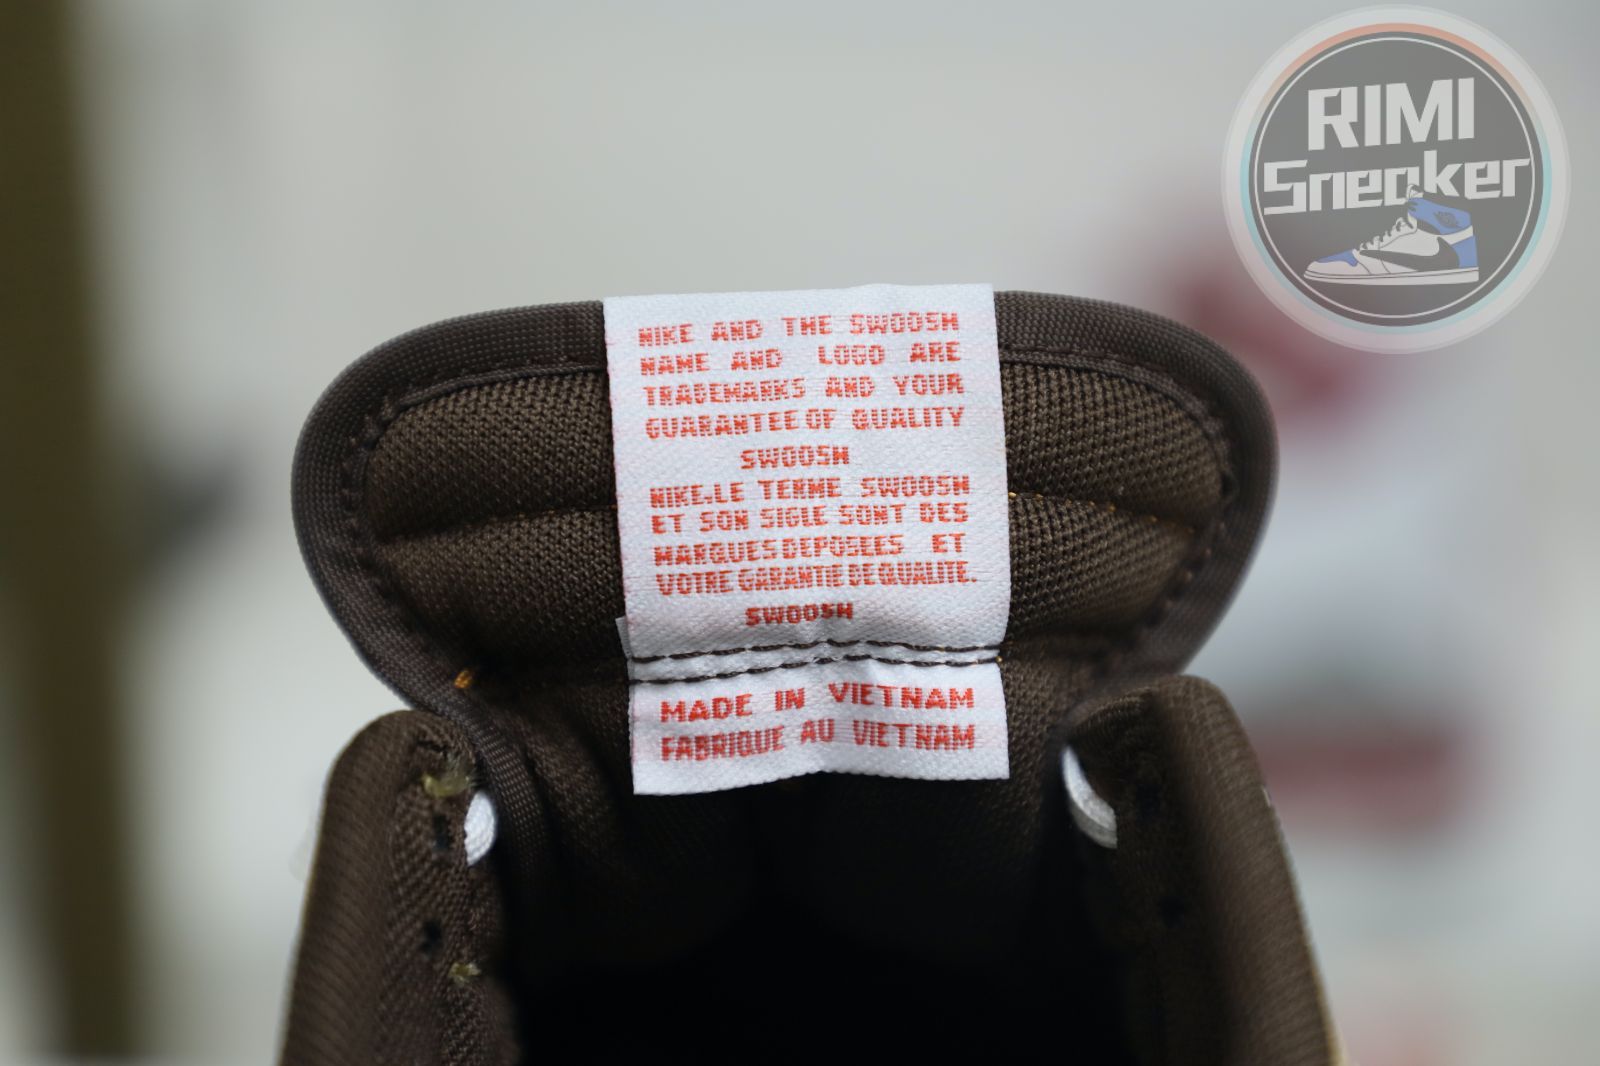 RIMI
Sneaker
NIKE AND THE SWOOSH
NAME AND LOGO ARE
TRADEMARKS AND YOUR
GUARANTEE OF QUALITY
SWOOSH
NIKE.LE TERME SWOOSH
ET SON SIGLE SONT DES
MARQUES DEPOSEES ET
VOTRE GARANTIE DE QUALITE.
SWOOSH
MADE IN VIETNAM
FABRIQUE AU VIETNAM